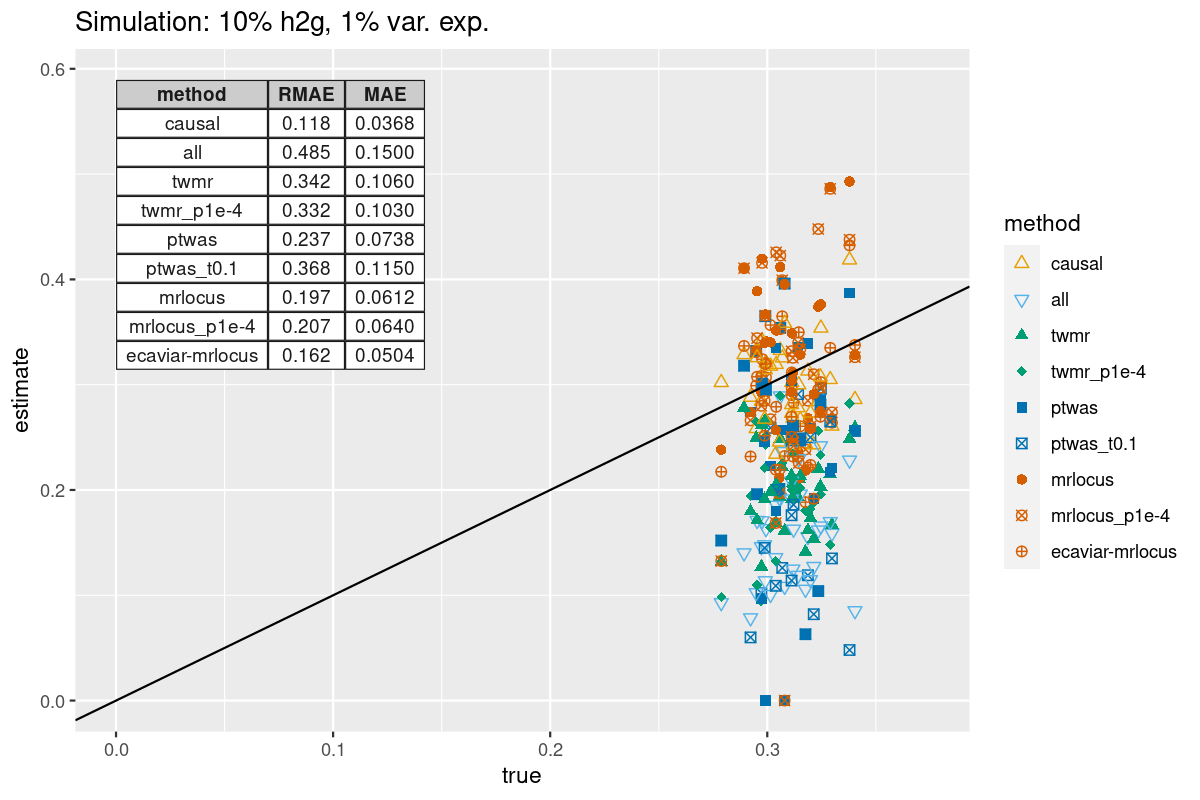 Simulation: 10% h2g, 1% var. exp.
0.6
0.4
0.2
0.0
estimate
method RMAE MAE
causal 0.118 0.0368
all 0.485 0.1500
twmr 0.342 0.1060
twmr_p1e-4 0.332 0.1030
ptwas 0.237 0.0738
ptwas_t0.1 0.368 0.1150
mrlocus 0.197 0.0612
mrlocus_p1e-4 0.207 0.0640
ecaviar-mrlocus 0.162 0.0504
0.0 0.1 0.2 0.3
true
method
causal
all
twmr
twmr_p1e-4
ptwas
ptwas_t0.1
mrlocus
mrlocus_p1e-4
ecaviar-mrlocus